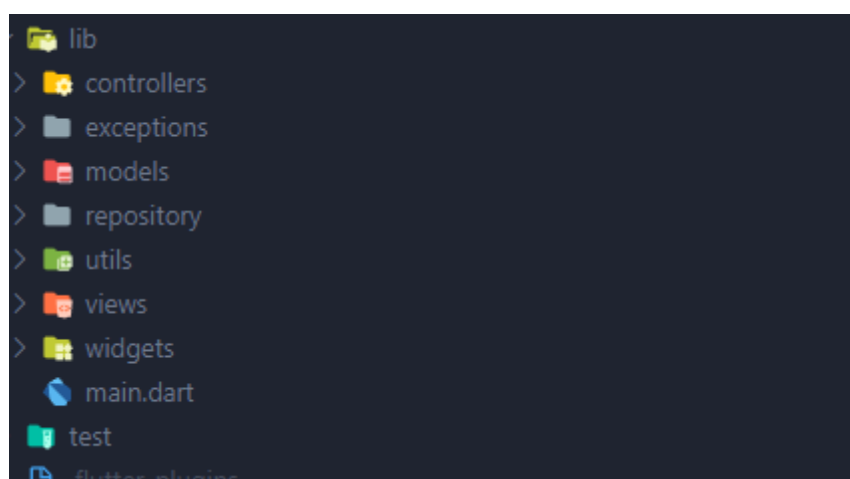 lib
controllers
exceptions
models
repository
utils
views
widgets
main.dart
test